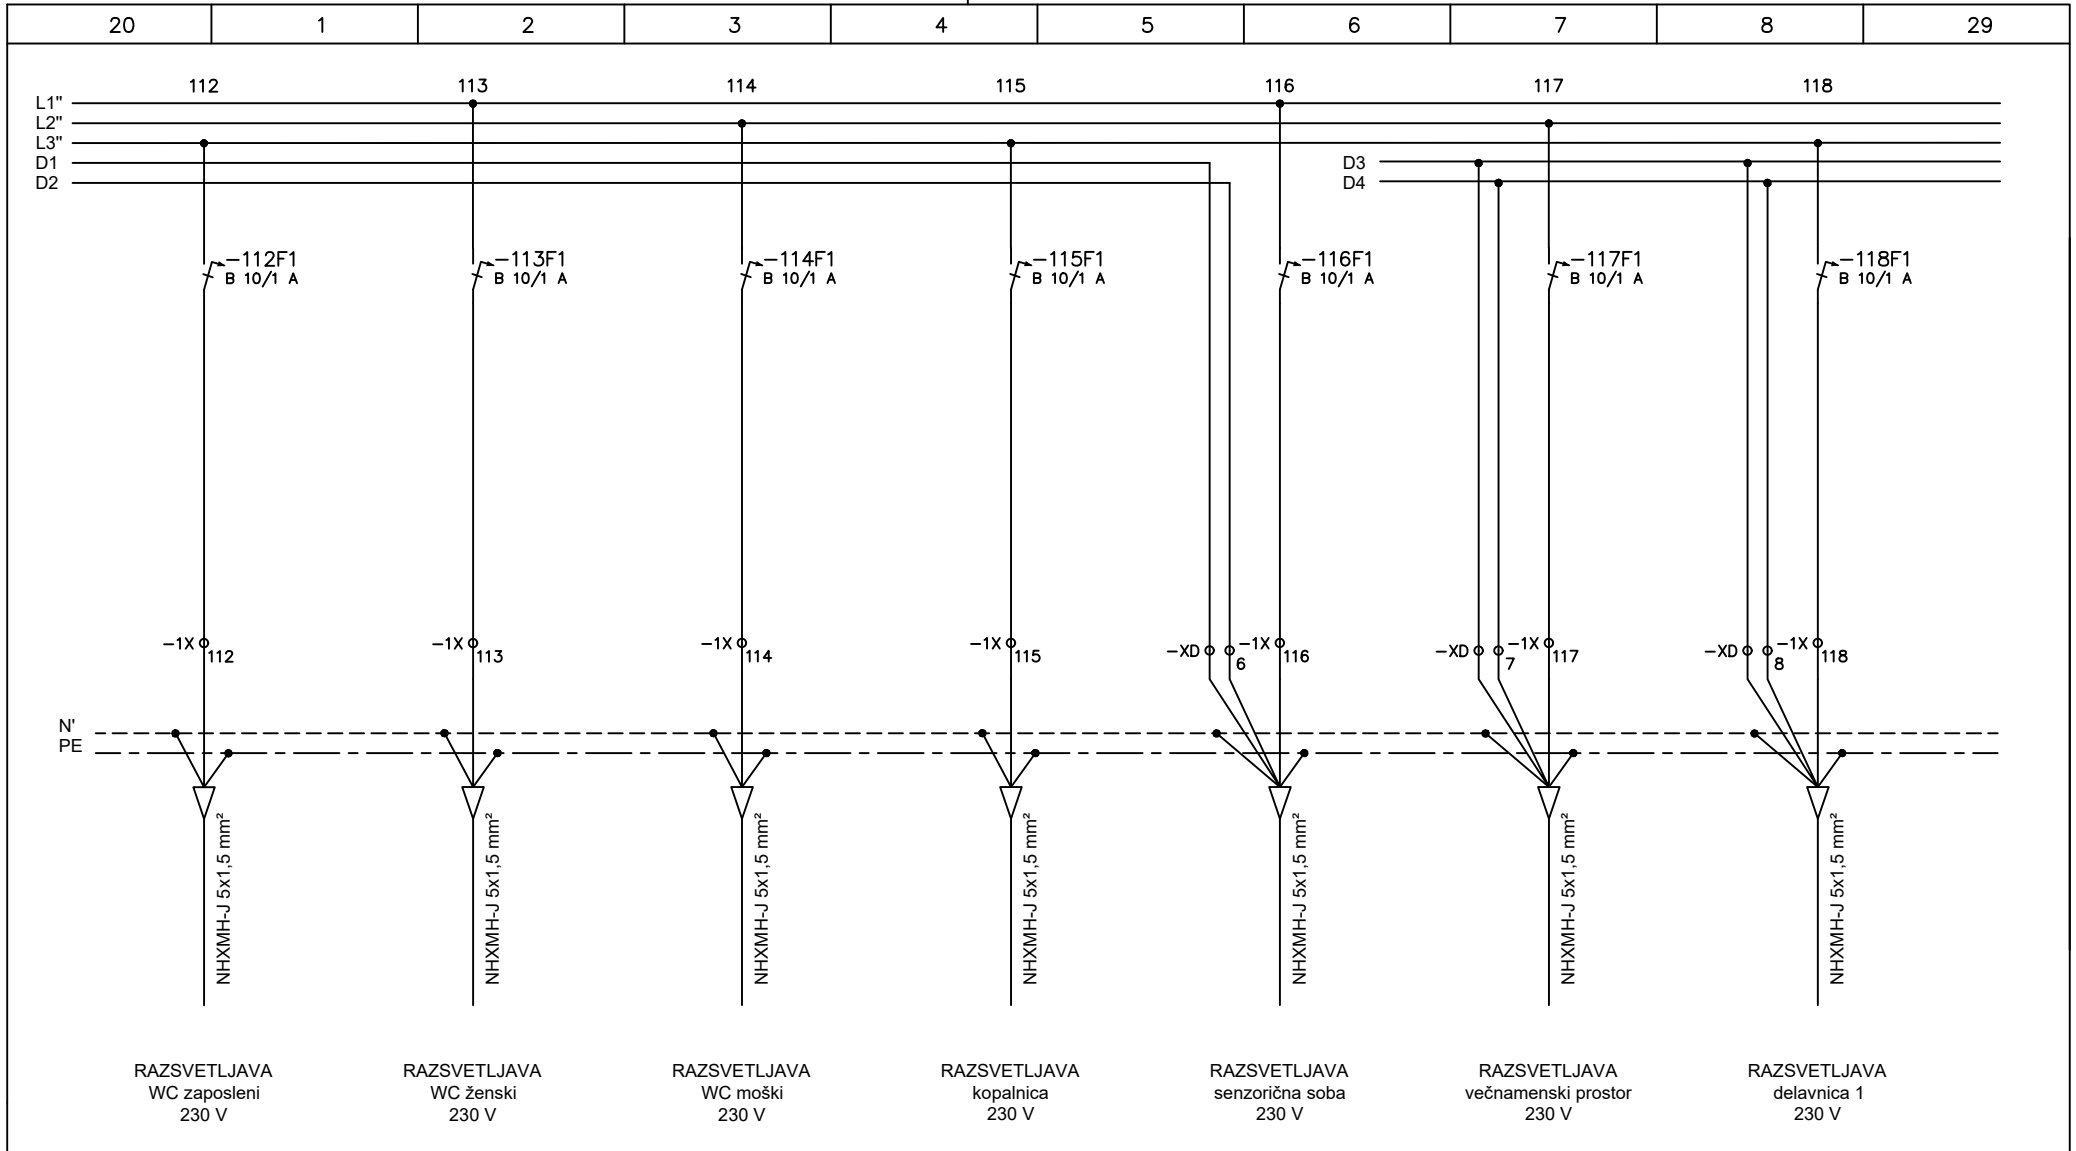 20 1 2 3 4 5 6 7 8 29
112 113 114 115 116 117 118
L1"
L2"
L3"
D1 D3
D2 D4
-112F1 -113F1 -114F1 -115F1 -116F1 -117F1 -118F1
B 10/1 A B 10/1 A B 10/1 A B 10/1 A B 10/1 A B 10/1 A B 10/1 A
-1X 112 -1X 113 -1X 114 -1X 115 -XD 6 -1X 116 -XD 7 -1X 117 -XD 8 -1X 118
N'
PE
NHXMH-J 5x1,5 mm² NHXMH-J 5x1,5 mm² NHXMH-J 5x1,5 mm² NHXMH-J 5x1,5 mm² NHXMH-J 5x1,5 mm² NHXMH-J 5x1,5 mm² NHXMH-J 5x1,5 mm²
RAZSVETLJAVA
WC zaposleni
230 V
RAZSVETLJAVA
WC ženski
230 V
RAZSVETLJAVA
WC moški
230 V
RAZSVETLJAVA
kopalnica
230 V
RAZSVETLJAVA
senzorična soba
230 V
RAZSVETLJAVA
večnamenski prostor
230 V
RAZSVETLJAVA
delavnica 1
230 V